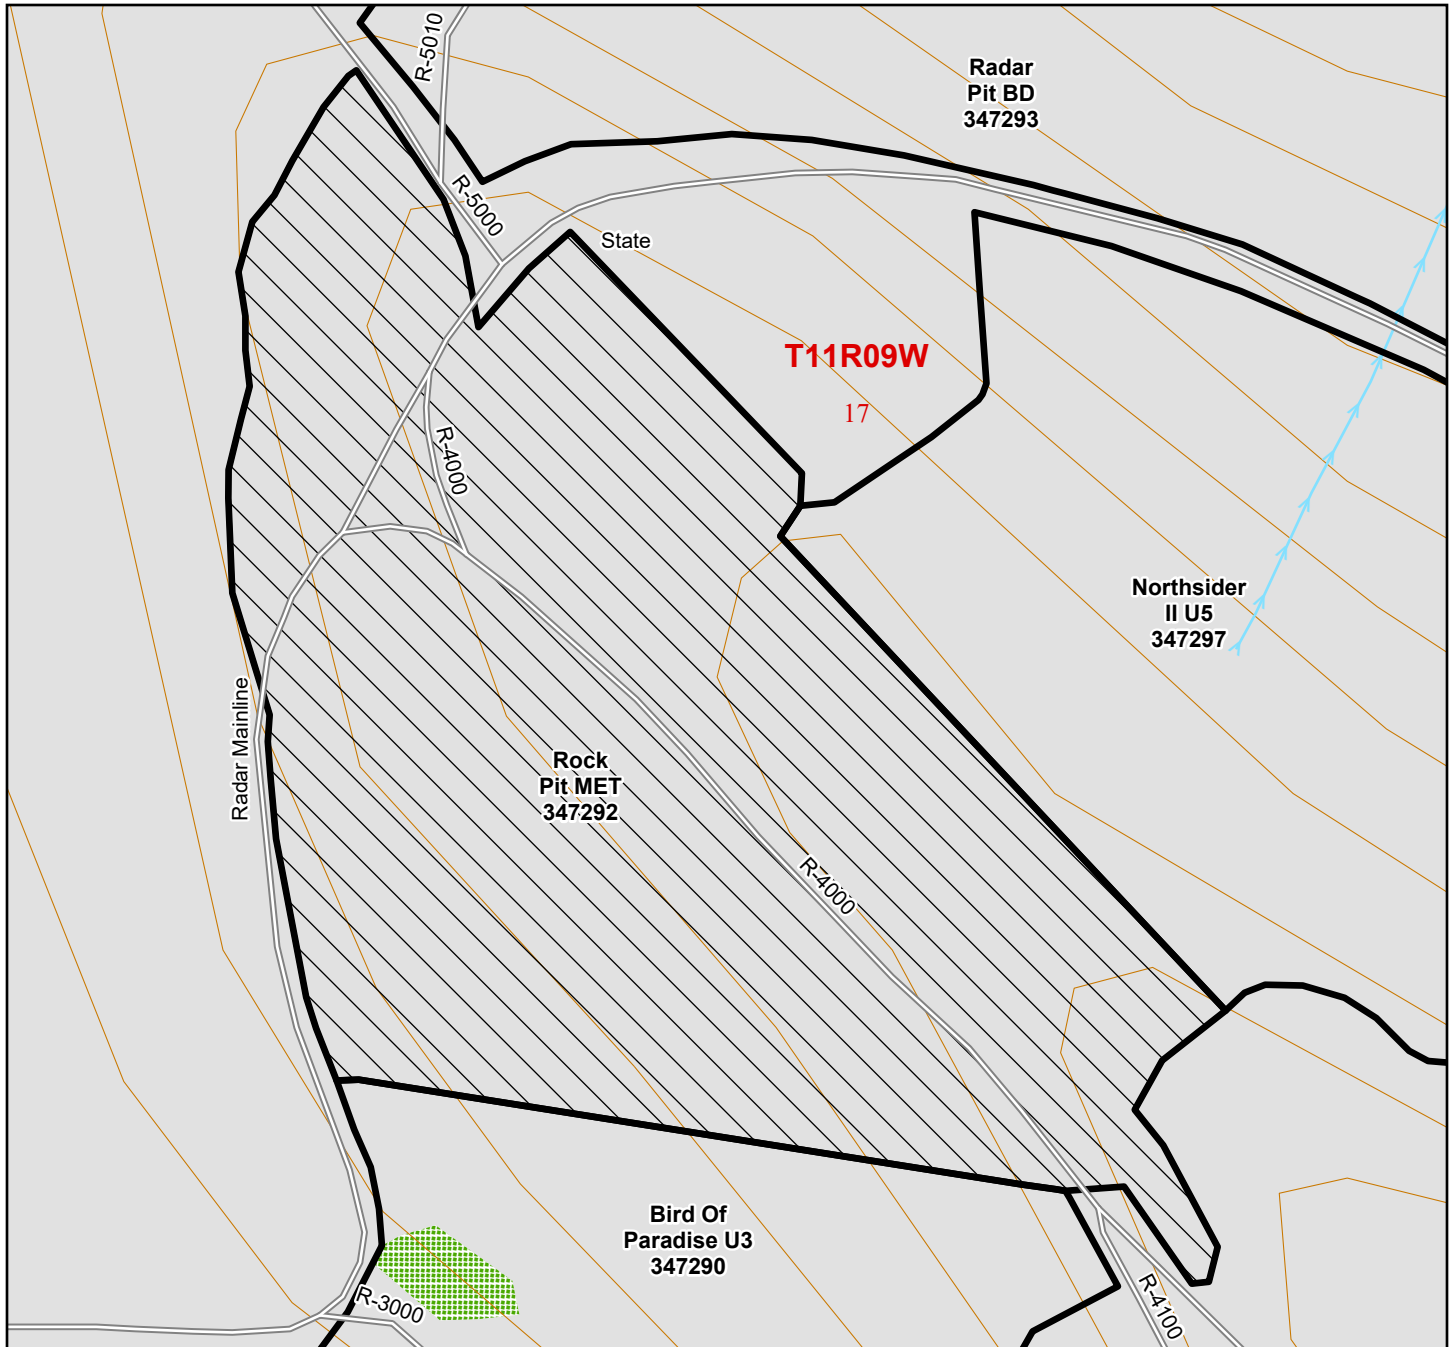 R-5010
Radar
Pit BD
347293
R-5000
State
T11R09W
17
R-4000
Northsider
II U5
347297
Radar Mainline
Rock
Pit MET
347292
R-4000
Bird Of
Paradise U3
347290
R-3000
R-4100